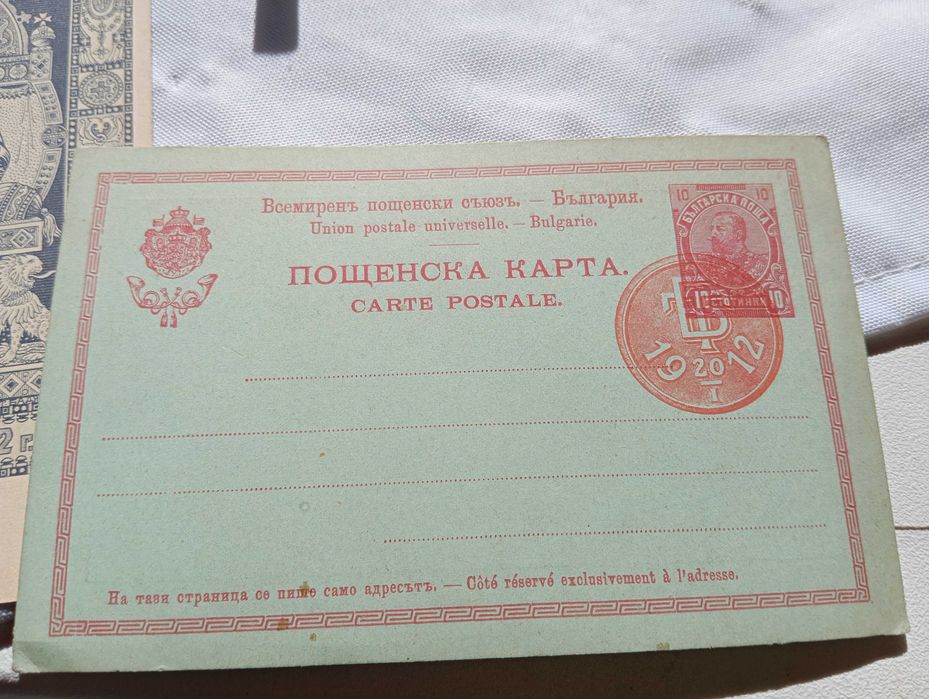 Всемиренъ пощенски съюзъ. — България.
Union postale universelle. — Bulgarie.
ПОЩЕНСКА КАРТА.
CARTE POSTALE.
10 10
БЪЛГАРСКА ПОЩА
10 СТОТИНКИ 10
19 20 12
I
На тази страница се пише само адресътъ. — Côté réservé exclusivement à l'adresse.
2 г.